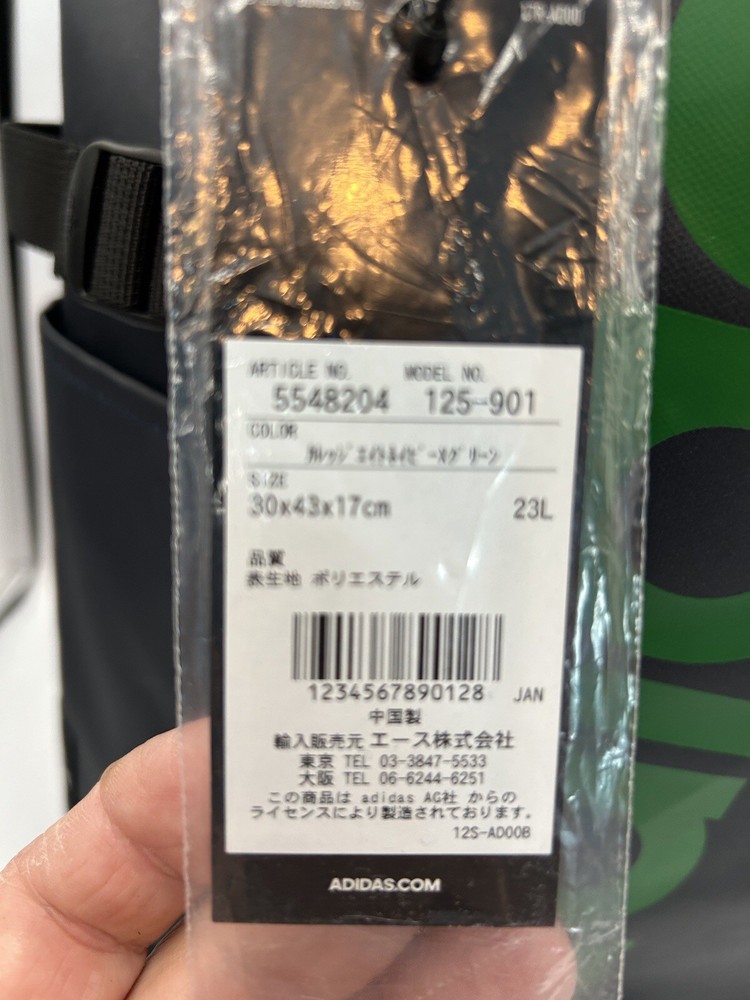 ARTICLE NO. MODEL NO.
5548204 125-901
COLOR
SIZE
30x43x17cm 23L
品質
表生地 ポリエステル
1234567890128 JAN
中国製
輸入販売元 エース株式会社
東京 TEL 03-3847-5533
大阪 TEL 06-6244-6251
この商品は adidas AG社 からの
ライセンスにより製造されております。
12S-AD00B
ADIDAS.COM